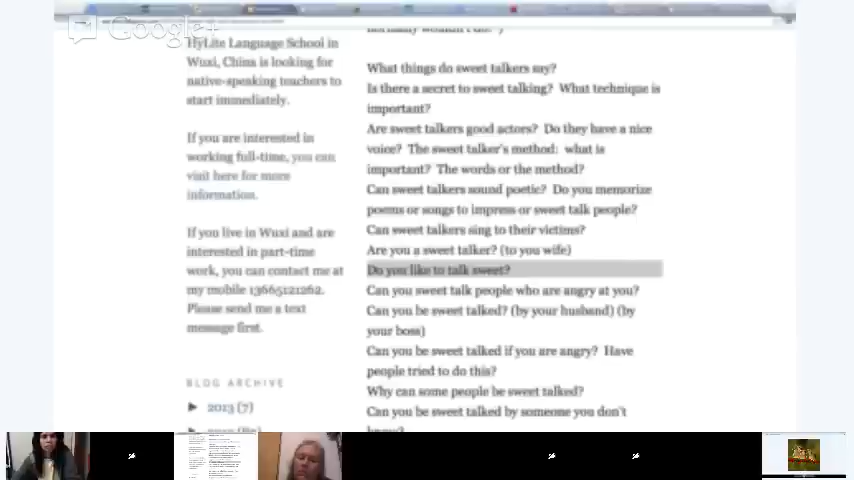 Google+
HyLite Language School in
Wuxi, China is looking for
native-speaking teachers to
start immediately.
If you are interested in
working full-time, you can
visit here for more
information.
If you live in Wuxi and are
interested in part-time
work, you can contact me at
my mobile 13665121262.
Please send me a text
message first.
BLOG ARCHIVE
► 2013 (7)
What things do sweet talkers say?
Is there a secret to sweet talking? What technique is
important?
Are sweet talkers good actors? Do they have a nice
voice? The sweet talker's method: what is
important? The words or the method?
Can sweet talkers sound poetic? Do you memorize
poems or songs to impress or sweet talk people?
Can sweet talkers sing to their victims?
Are you a sweet talker? (to you wife)
Do you like to talk sweet?
Can you sweet talk people who are angry at you?
Can you be sweet talked? (by your husband) (by
your boss)
Can you be sweet talked if you are angry? Have
people tried to do this?
Why can some people be sweet talked?
Can you be sweet talked by someone you don't